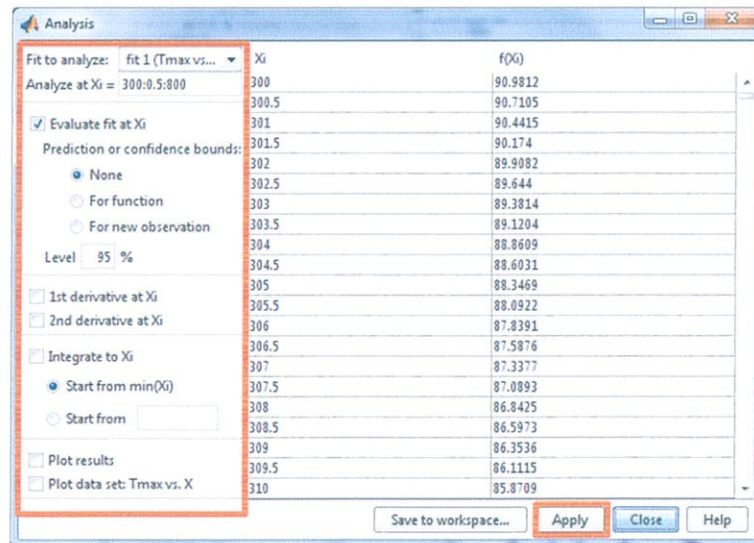 Analysis
Fit to analyze: fit 1 (Tmax vs...
Analyze at Xi = 300:0.5:800
Evaluate fit at Xi
Prediction or confidence bounds:
None
For function
For new observation
Level 95 %
1st derivative at Xi
2nd derivative at Xi
Integrate to Xi
Start from min(Xi)
Start from
Plot results
Plot data set: Tmax vs. X
Xi f(Xi)
300 90.9812
300.5 90.7105
301 90.4415
301.5 90.174
302 89.9082
302.5 89.644
303 89.3814
303.5 89.1204
304 88.8609
304.5 88.6031
305 88.3469
305.5 88.0922
306 87.8391
306.5 87.5876
307 87.3377
307.5 87.0893
308 86.8425
308.5 86.5973
309 86.3536
309.5 86.1115
310 85.8709
Save to workspace... Apply Close Help